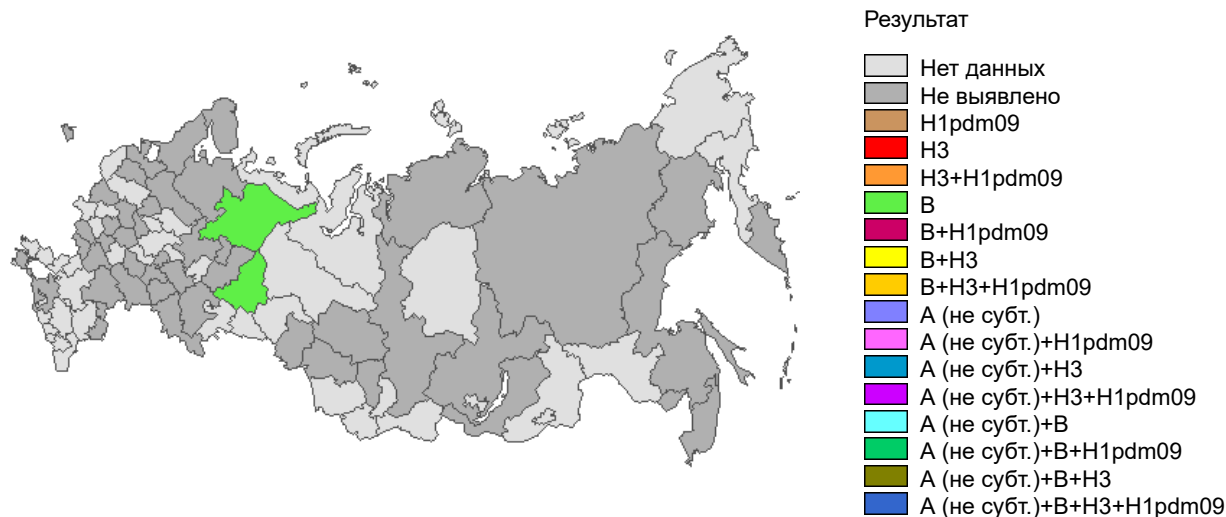 Результат
Нет данных
Не выявлено
H1pdm09
H3
H3+H1pdm09
B
B+H1pdm09
B+H3
B+H3+H1pdm09
А (не субт.)
А (не субт.)+H1pdm09
А (не субт.)+H3
А (не субт.)+H3+H1pdm09
А (не субт.)+B
А (не субт.)+B+H1pdm09
А (не субт.)+B+H3
А (не субт.)+B+H3+H1pdm09